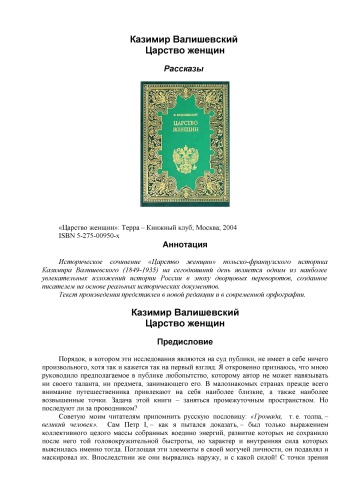 Казимир Валишевский
Царство женщин
Рассказы
ЦАРСТВО
ЖЕНЩИН
«Царство женщин»: Терра – Книжный клуб; Москва; 2004
ISBN 5-275-00950-x
Аннотация
Историческое сочинение «Царство женщин» польско-французского историка
Казимира Валишевского (1849-1935) на сегодняшний день является одним из наиболее
увлекательных изложений истории России в эпоху дворцовых переворотов, созданное
писателем на основе реальных исторических документов.
Текст произведения представлен в новой редакции и в современной орфографии.
Казимир Валишевский
Царство женщин
Предисловие
Порядок, в котором эти исследования являются на суд публики, не имеет в себе ничего
произвольного, хотя так и кажется так на первый взгляд. Я откровенно признаюсь, что мною
руководило предполагаемое в публике любопытство, которому автор не может навязывать
ни своего таланта, ни предмета, занимающего его. В малознакомых странах прежде всего
внимание путешественника привлекают на себя наиболее близкие, а также наиболее
возвышенные точки. Задача этой книги – заняться промежуточным пространством. Но
последуют ли за проводником?
Советую моим читателям припомнить русскую пословицу: «Громада, т. е. толпа, –
великий человек». Сам Петр I, – как я пытался доказать, – был только выражением
коллективного целого массы собранных воедино энергий, развитие которых не сохранило
после него той головокружительной быстроты, но характер и внутренняя сила которых
выяснилась именно тогда. Поглощая эти элементы в своей могучей личности, он подавлял и
маскировал их. Впоследствии же они вырвались наружу, и с какой силой! С точки зрения